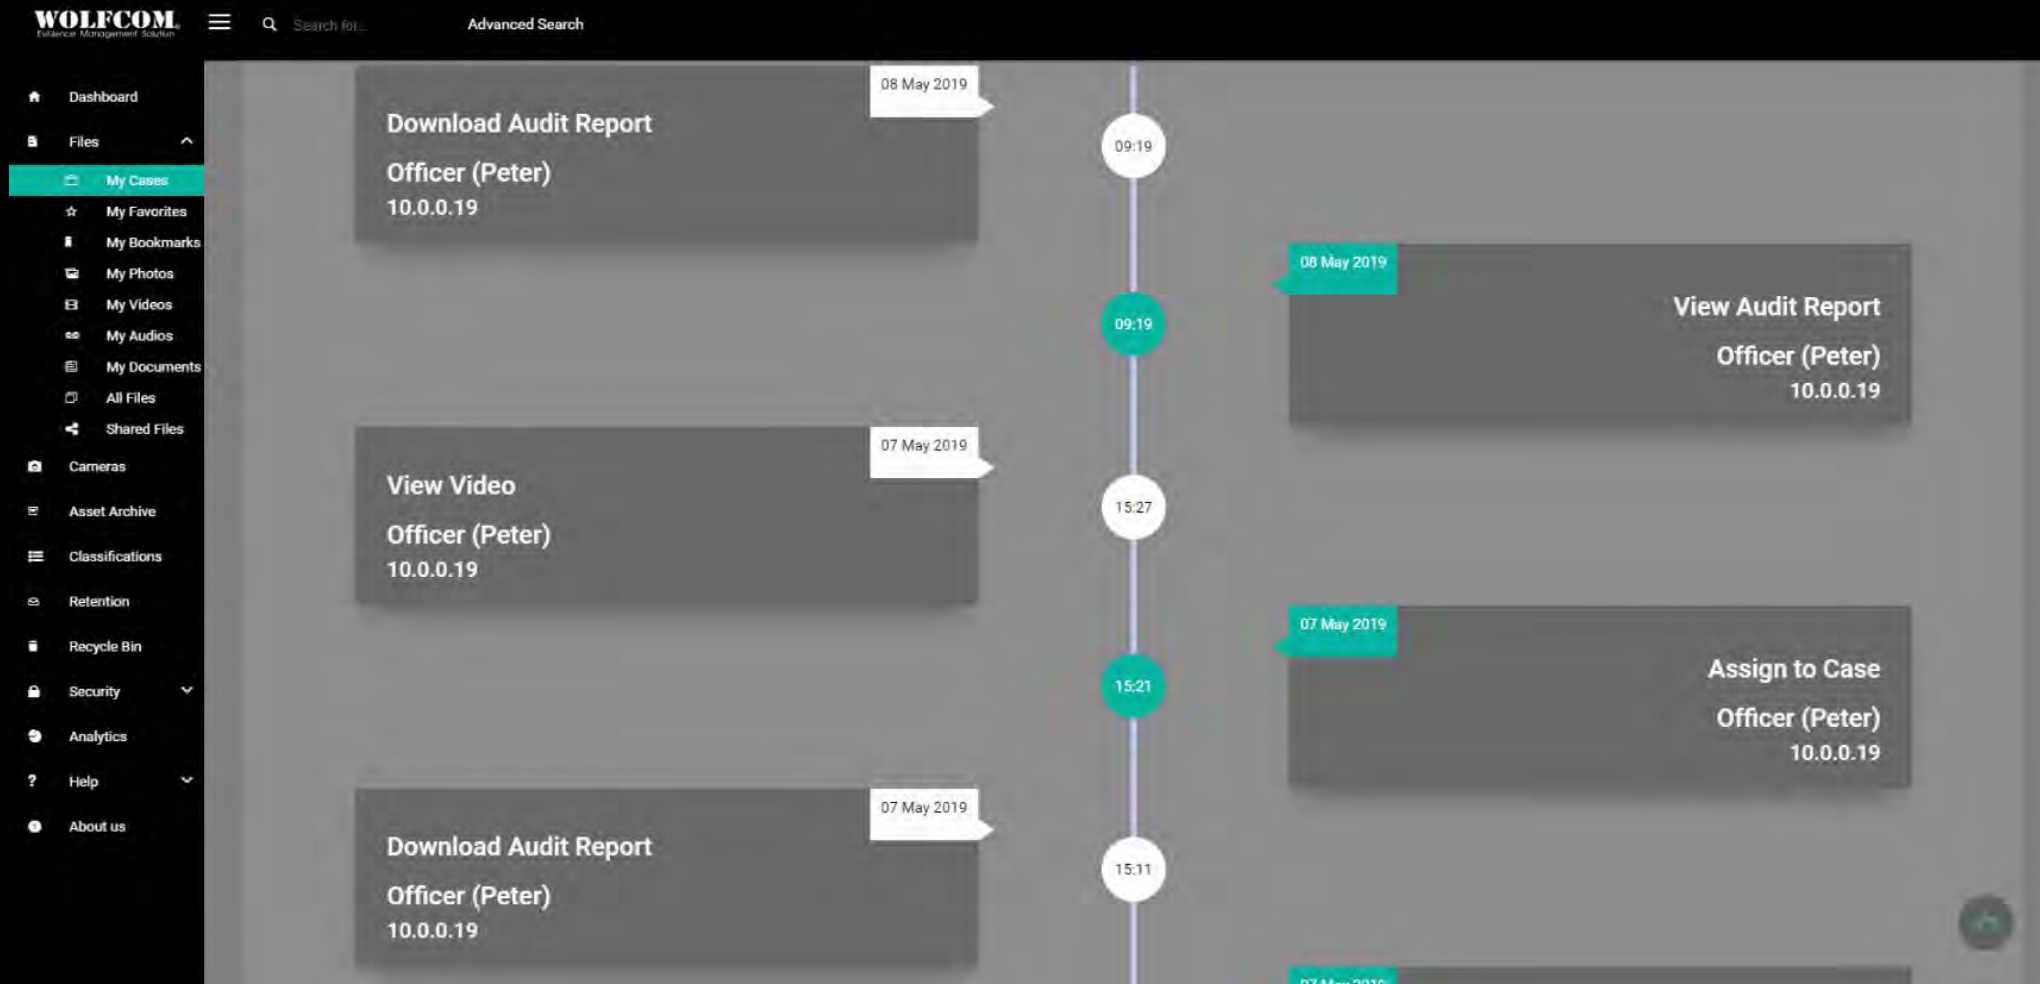 WOLFCOM
Evidence Management Solution
Search for...
Advanced Search
Dashboard
Files
My Cases
My Favorites
My Bookmarks
My Photos
My Videos
My Audios
My Documents
All Files
Shared Files
Cameras
Asset Archive
Classifications
Retention
Recycle Bin
Security
Analytics
Help
About us
08 May 2019
Download Audit Report
Officer (Peter)
10.0.0.19
09:19
08 May 2019
View Audit Report
Officer (Peter)
10.0.0.19
09:19
07 May 2019
View Video
Officer (Peter)
10.0.0.19
15:27
07 May 2019
Assign to Case
Officer (Peter)
10.0.0.19
15:21
07 May 2019
Download Audit Report
Officer (Peter)
10.0.0.19
15:11
07 May 2019